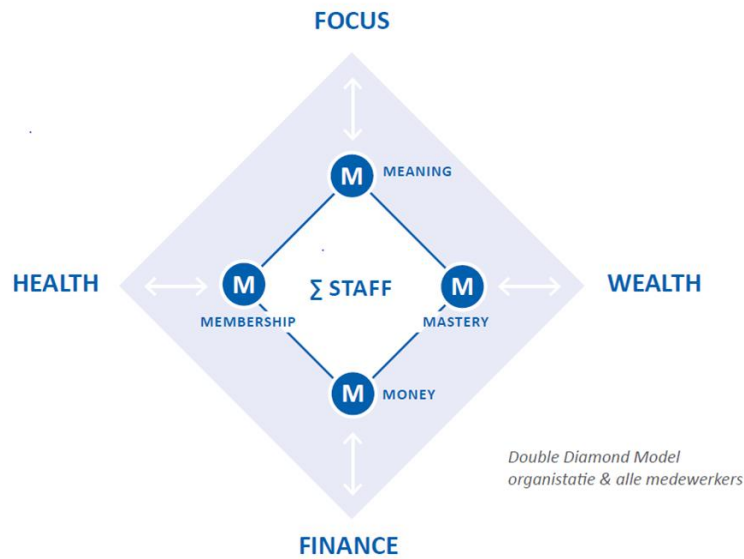 FOCUS
M
MEANING
HEALTH
M
∑ STAFF
M
WEALTH
MEMBERSHIP
MASTERY
M
MONEY
Double Diamond Model
organistatie & alle medewerkers
FINANCE